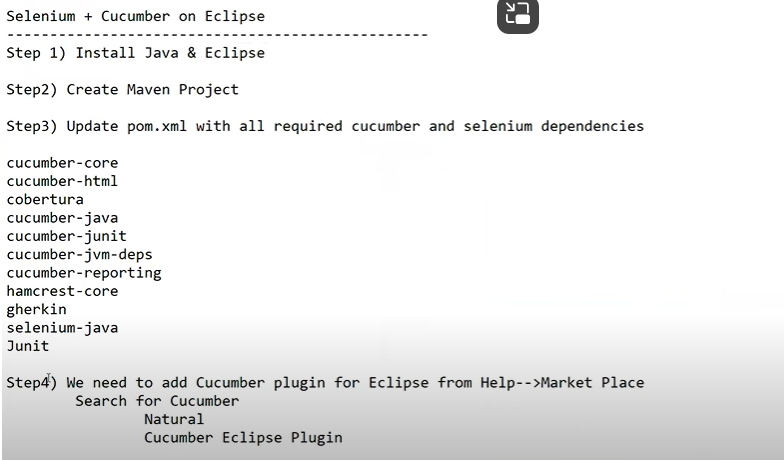 Selenium + Cucumber on Eclipse
-------------------------------------------------
Step 1) Install Java & Eclipse
Step2) Create Maven Project
Step3) Update pom.xml with all required cucumber and selenium dependencies
cucumber-core
cucumber-html
cobertura
cucumber-java
cucumber-junit
cucumber-jvm-deps
cucumber-reporting
hamcrest-core
gherkin
selenium-java
Junit
Step4) We need to add Cucumber plugin for Eclipse from Help-->Market Place
Search for Cucumber
Natural
Cucumber Eclipse Plugin